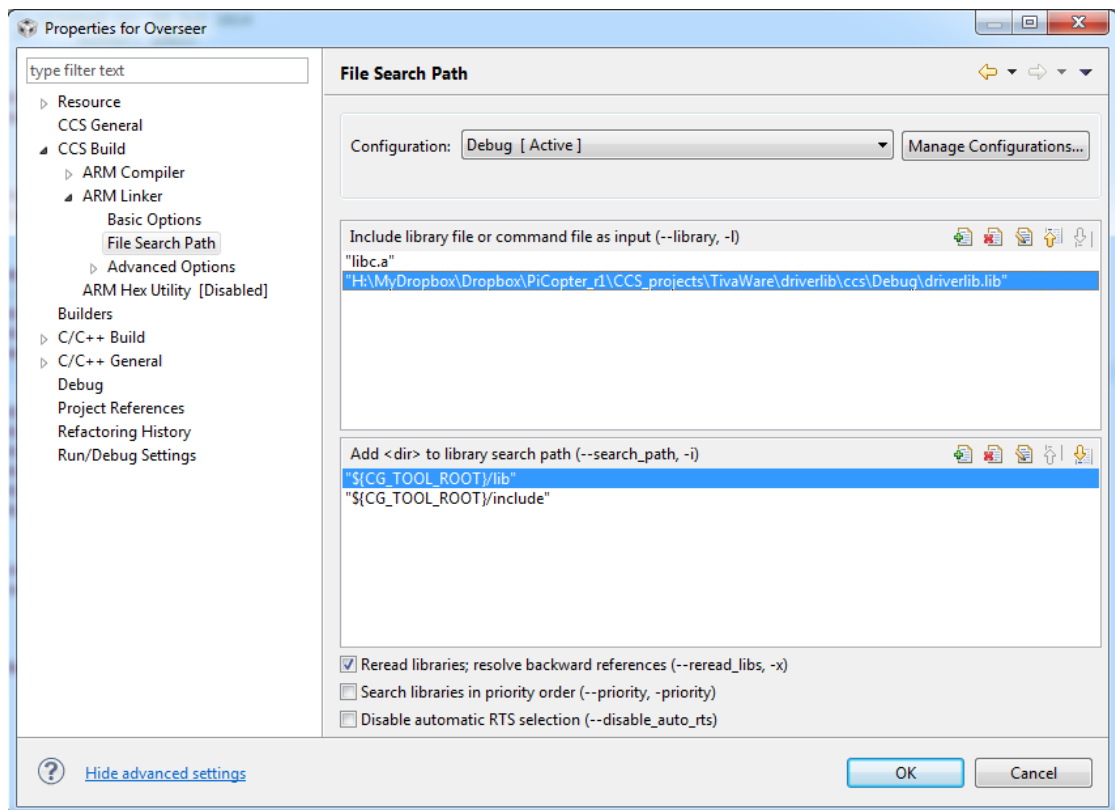 Properties for Overseer
type filter text
Resource
CCS General
CCS Build
ARM Compiler
ARM Linker
Basic Options
File Search Path
Advanced Options
ARM Hex Utility [Disabled]
Builders
C/C++ Build
C/C++ General
Debug
Project References
Refactoring History
Run/Debug Settings
File Search Path
Configuration: Debug [ Active ] Manage Configurations...
Include library file or command file as input (--library, -l)
"libc.a"
"H:\MyDropbox\Dropbox\PiCopter_r1\CCS_projects\TivaWare\driverlib\ccs\Debug\driverlib.lib"
Add <dir> to library search path (--search_path, -i)
"${CG_TOOL_ROOT}/lib"
"${CG_TOOL_ROOT}/include"
Reread libraries; resolve backward references (--reread_libs, -x)
Search libraries in priority order (--priority, -priority)
Disable automatic RTS selection (--disable_auto_rts)
Hide advanced settings
OK Cancel